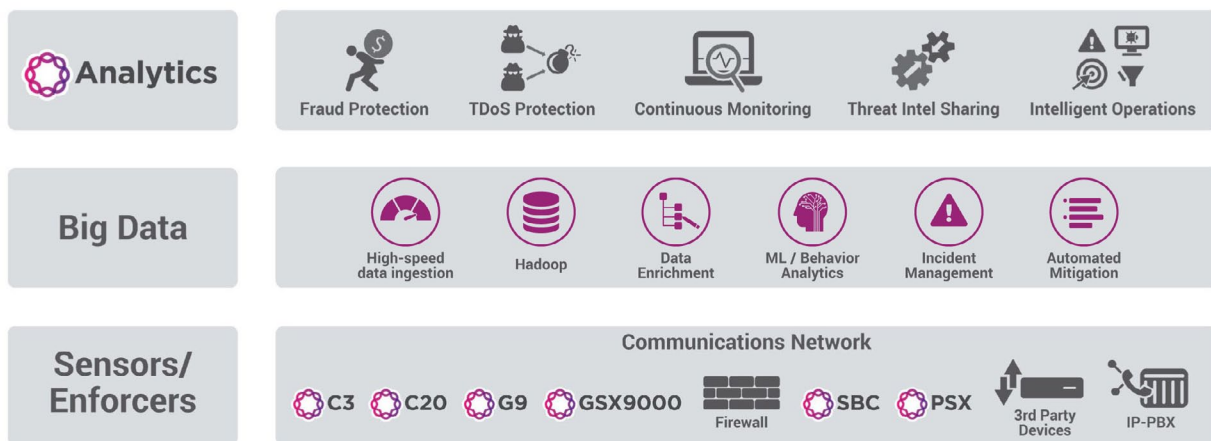 Analytics
$
Fraud Protection
TDoS Protection
Continuous Monitoring
Threat Intel Sharing
Intelligent Operations
Big Data
High-speed
data ingestion
Hadoop
Data
Enrichment
ML / Behavior
Analytics
Incident
Management
Automated
Mitigation
Sensors/
Enforcers
Communications Network
C3
C20
G9
GSX9000
Firewall
SBC
PSX
3rd Party
Devices
IP-PBX